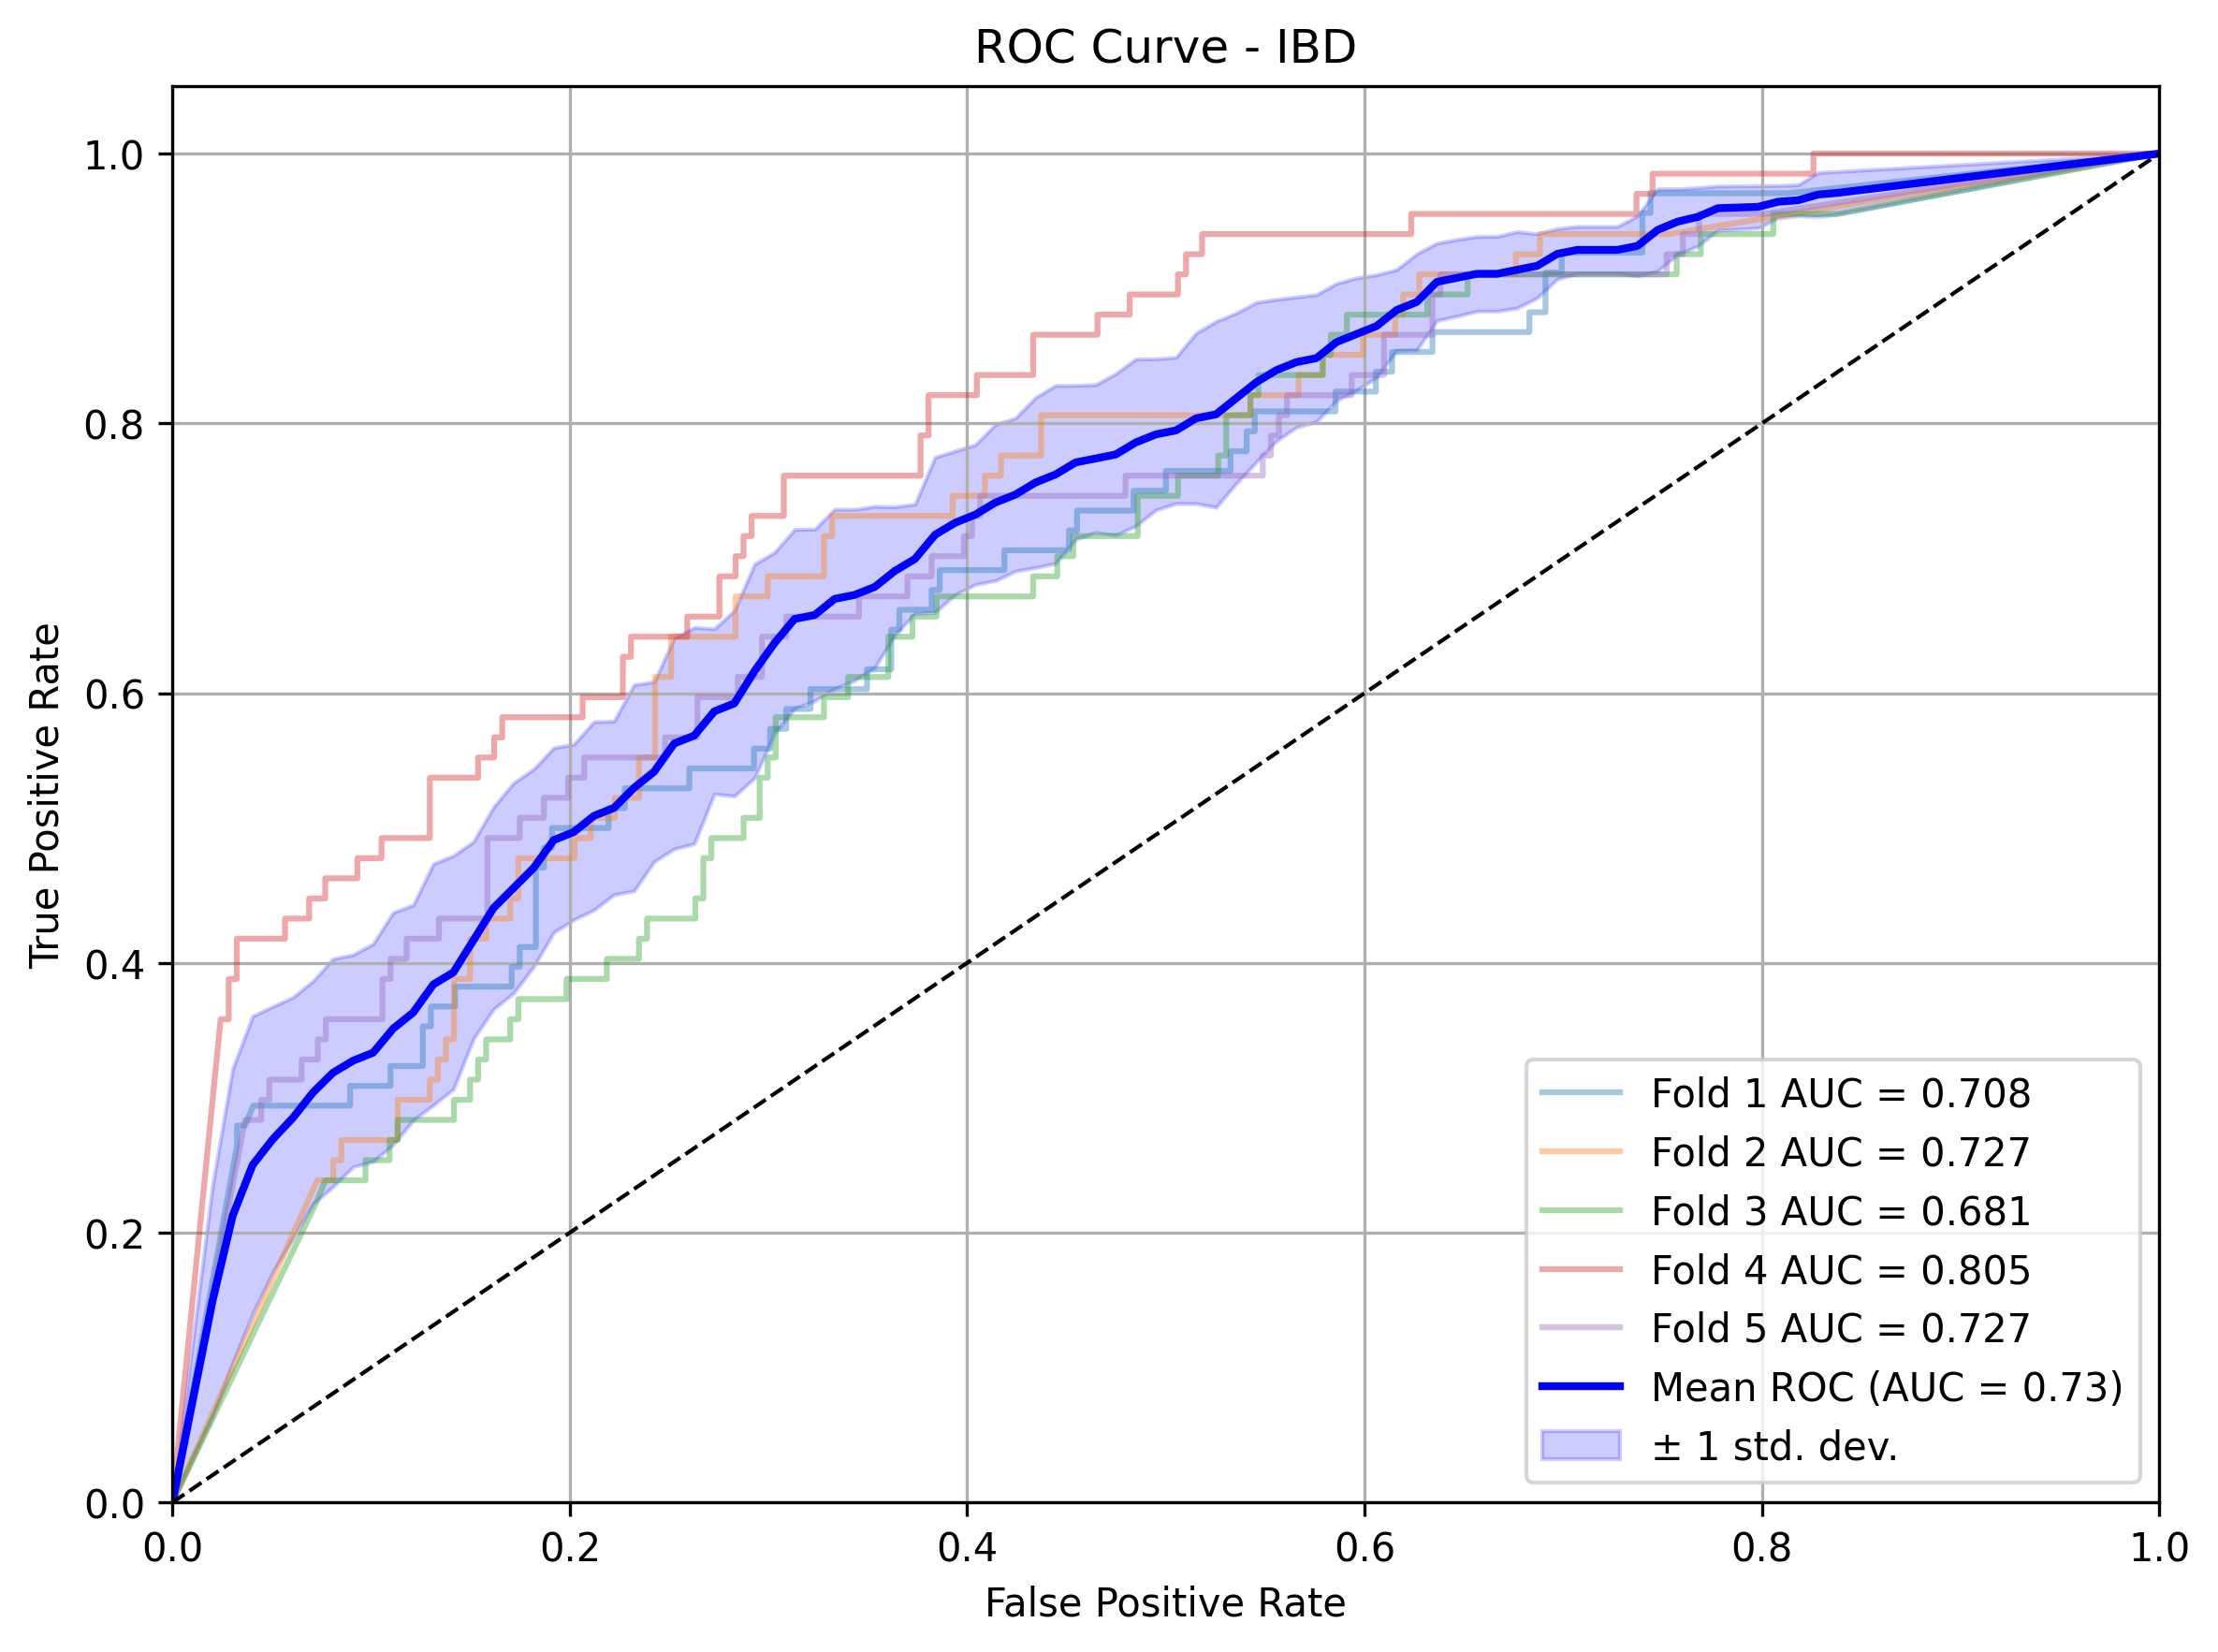 ROC Curve - IBD
True Positive Rate
1.0
0.8
0.6
0.4
0.2
0.0
0.0 0.2 0.4 0.6 0.8 1.0
False Positive Rate
Fold 1 AUC = 0.708
Fold 2 AUC = 0.727
Fold 3 AUC = 0.681
Fold 4 AUC = 0.805
Fold 5 AUC = 0.727
Mean ROC (AUC = 0.73)
± 1 std. dev.